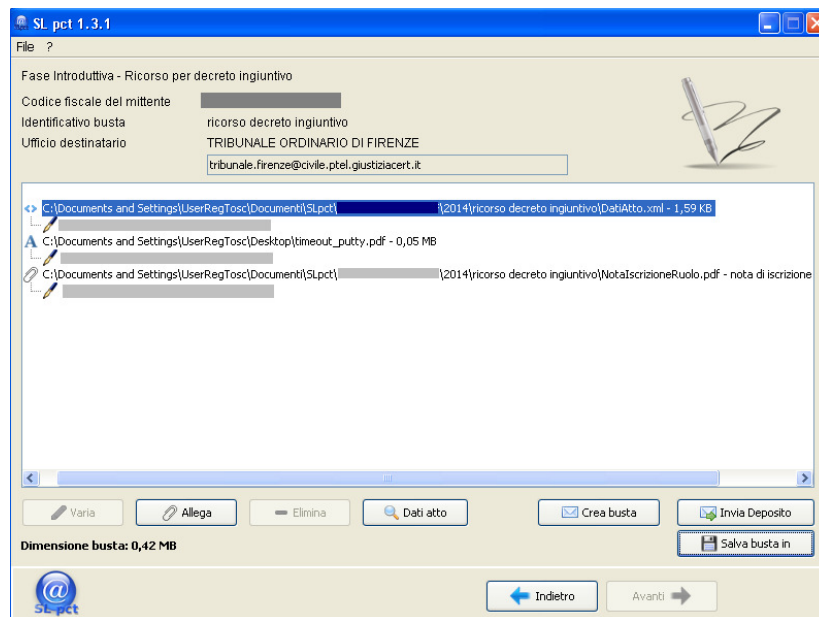 SL pct 1.3.1
File ?
Fase Introduttiva - Ricorso per decreto ingiuntivo
Codice fiscale del mittente
Identificativo busta ricorso decreto ingiuntivo
Ufficio destinatario TRIBUNALE ORDINARIO DI FIRENZE
tribunale.firenze@civile.ptel.giustiziacert.it
C:\Documents and Settings\UserRegTosc\Documenti\SLpct\ \2014\ricorso decreto ingiuntivo\DatiAtto.xml - 1,59 KB
A C:\Documents and Settings\UserRegTosc\Desktop\timeout_putty.pdf - 0,05 MB
C:\Documents and Settings\UserRegTosc\Documenti\SLpct\ \2014\ricorso decreto ingiuntivo\NotaIscrizioneRuolo.pdf - nota di iscrizione
Varia Allega Elimina Dati atto Crea busta Invia Deposito
Dimensione busta: 0,42 MB Salva busta in
@ SL pct Indietro Avanti